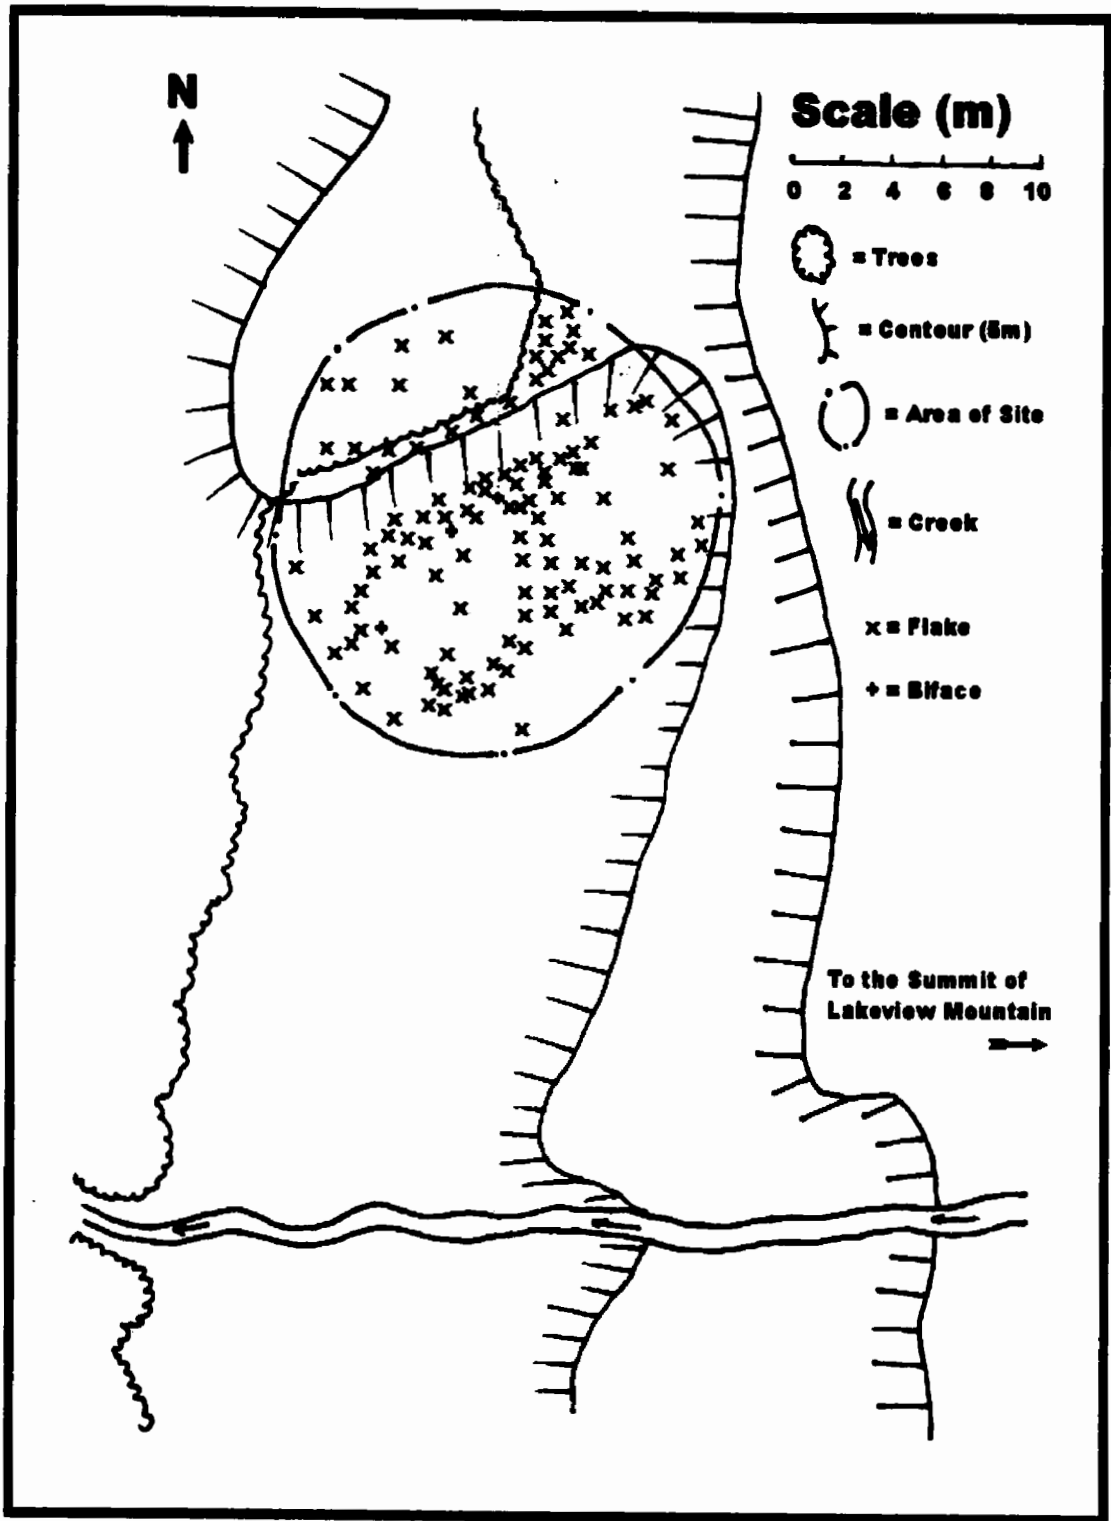 N
Scale (m)
0 2 4 6 8 10
= Trees
= Contour (5m)
= Area of Site
= Creek
x = Flake
+ = Biface
To the Summit of
Lakeview Mountain